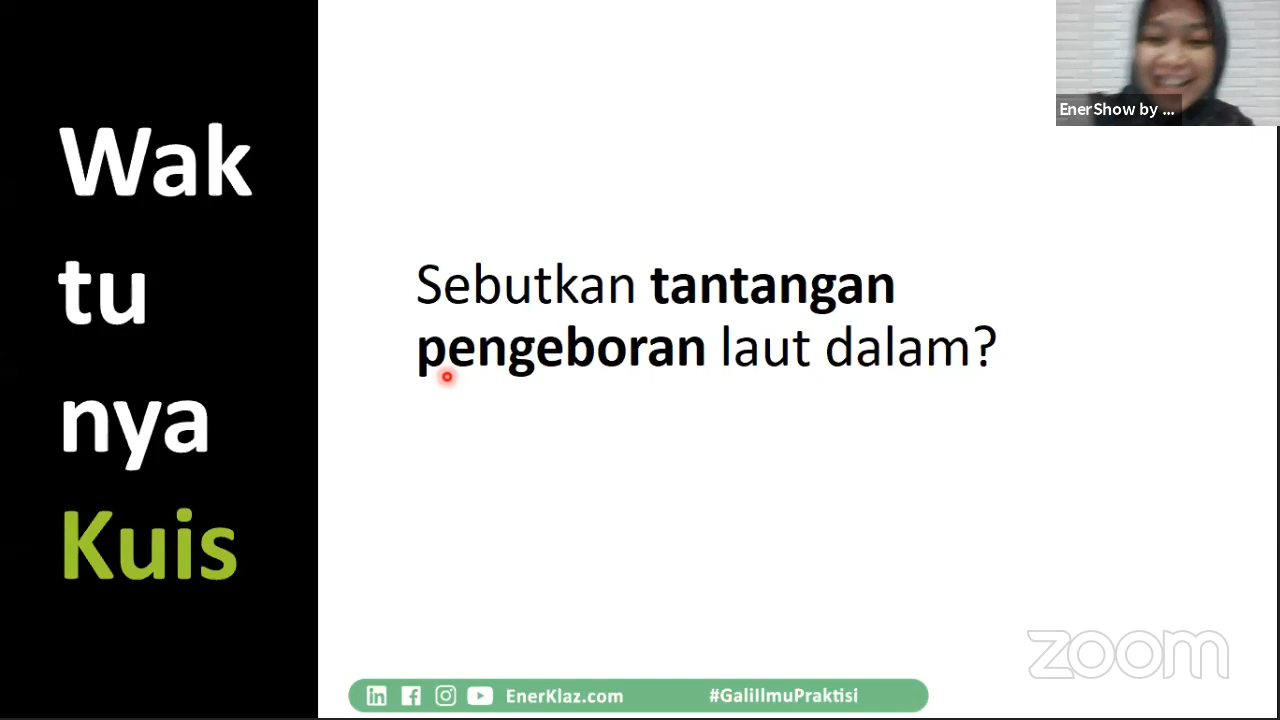 Wak
tu
nya
Kuis
EnerShow by ...
Sebutkan tantangan
pengeboran laut dalam?
zoom
EnerKlaz.com
#GaliIlmuPraktisi